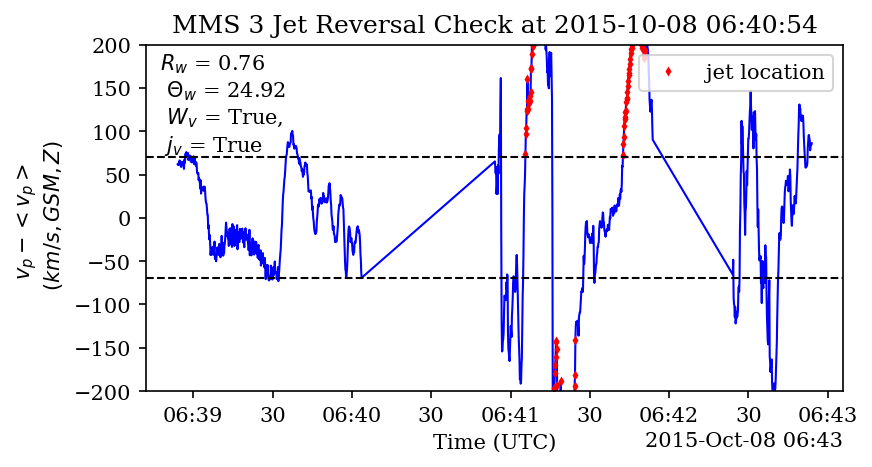 MMS 3 Jet Reversal Check at 2015-10-08 06:40:54
R_w = 0.76
Θ_w = 24.92
W_v = True,
j_v = True
jet location
v_p − < v_p >
(km/s, GSM, Z)
200
150
100
50
0
−50
−100
−150
−200
06:39 30 06:40 30 06:41 30 06:42 30 06:43
Time (UTC)
2015-Oct-08 06:43